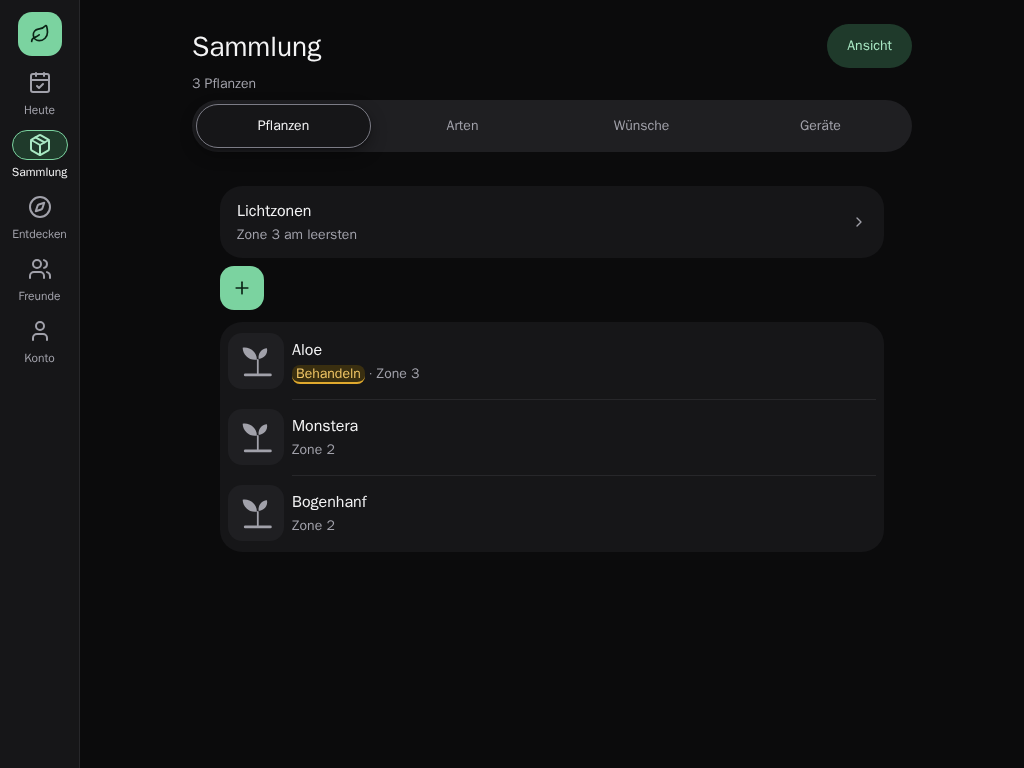 Heute
Sammlung
Entdecken
Freunde
Konto
Sammlung
Ansicht
3 Pflanzen
Pflanzen
Arten
Wünsche
Geräte
Lichtzonen
Zone 3 am leersten
Aloe
Behandeln · Zone 3
Monstera
Zone 2
Bogenhanf
Zone 2